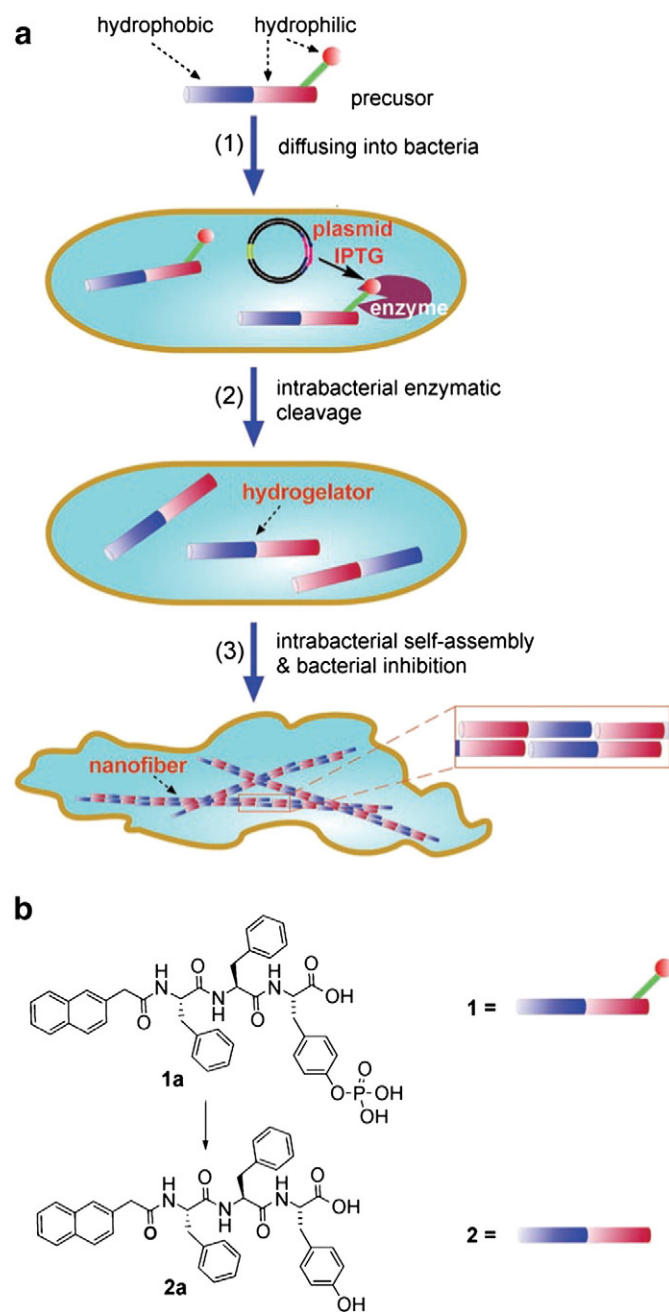 a
hydrophobic hydrophilic
precusor
(1) diffusing into bacteria
plasmid
IPTG
enzyme
(2) intrabacterial enzymatic
cleavage
hydrogelator
(3) intrabacterial self-assembly
& bacterial inhibition
nanofiber
b
O
H
N
O
N
H
O
H
N
O
OH
O
O
P
OH
OH
1a
1 =
O
H
N
O
N
H
O
H
N
O
OH
OH
2a
2 =